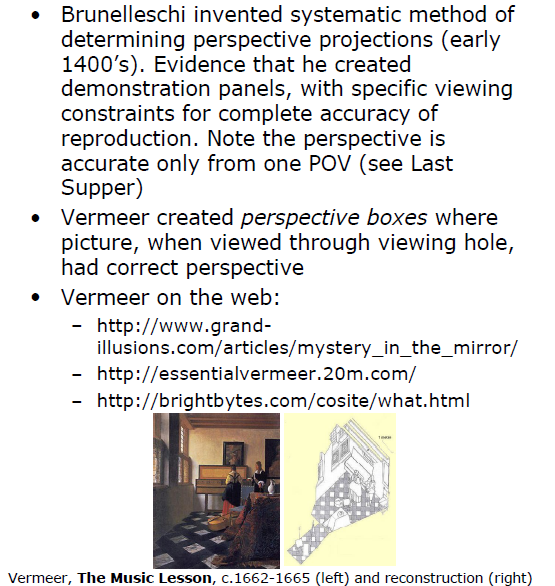 • Brunelleschi invented systematic method of
determining perspective projections (early
1400’s). Evidence that he created
demonstration panels, with specific viewing
constraints for complete accuracy of
reproduction. Note the perspective is
accurate only from one POV (see Last
Supper)
• Vermeer created perspective boxes where
picture, when viewed through viewing hole,
had correct perspective
• Vermeer on the web:
– http://www.grand-
illusions.com/articles/mystery_in_the_mirror/
– http://essentialvermeer.20m.com/
– http://brightbytes.com/cosite/what.html
Vermeer, The Music Lesson, c.1662-1665 (left) and reconstruction (right)